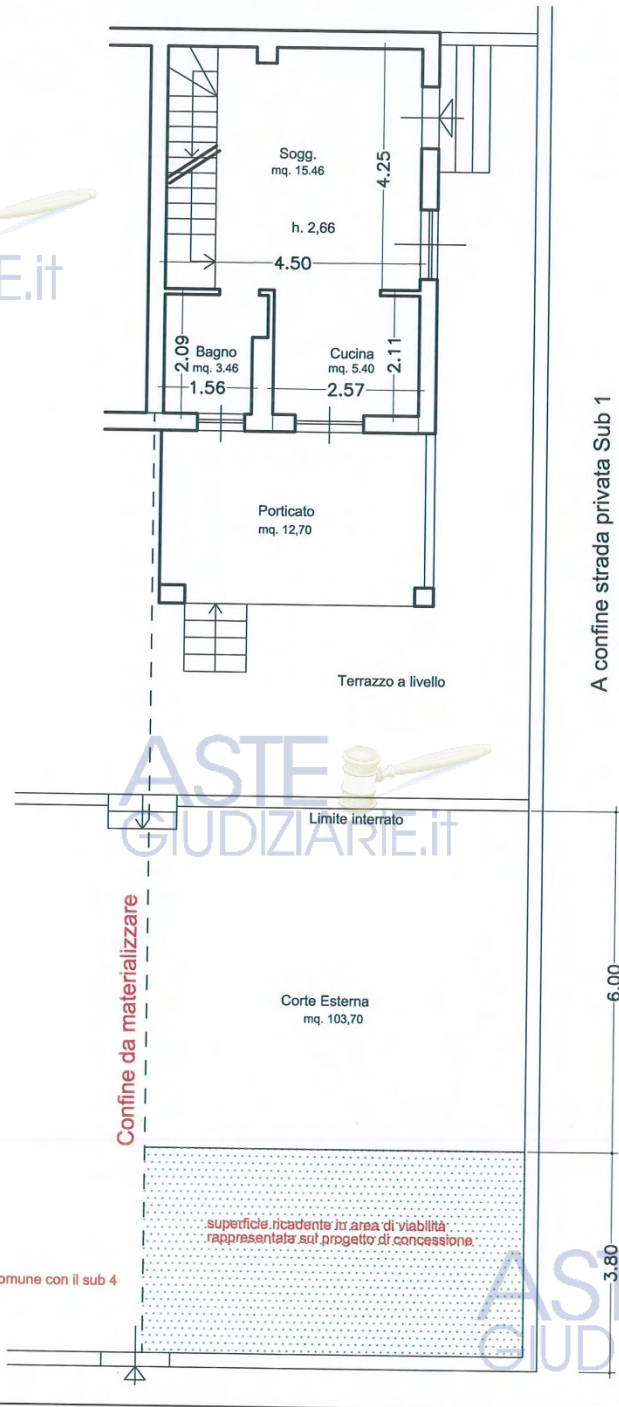 Sogg.
mq. 15.46
4.25
h. 2,66
4.50
E.it
2.09
Bagno
mq. 3.46
1.56
Cucina
mq. 5.40
2.57
2.11
Porticato
mq. 12,70
A confine strada privata Sub 1
Terrazzo a livello
ASTE
GIUDIZIARIE.it
Limite interrato
Confine da materializzare
6.00
Corte Esterna
mq. 103,70
superficie ricadente in area di viabilità
rappresentata sul progetto di concessione
3.80
omune con il sub 4
AST
GIUD